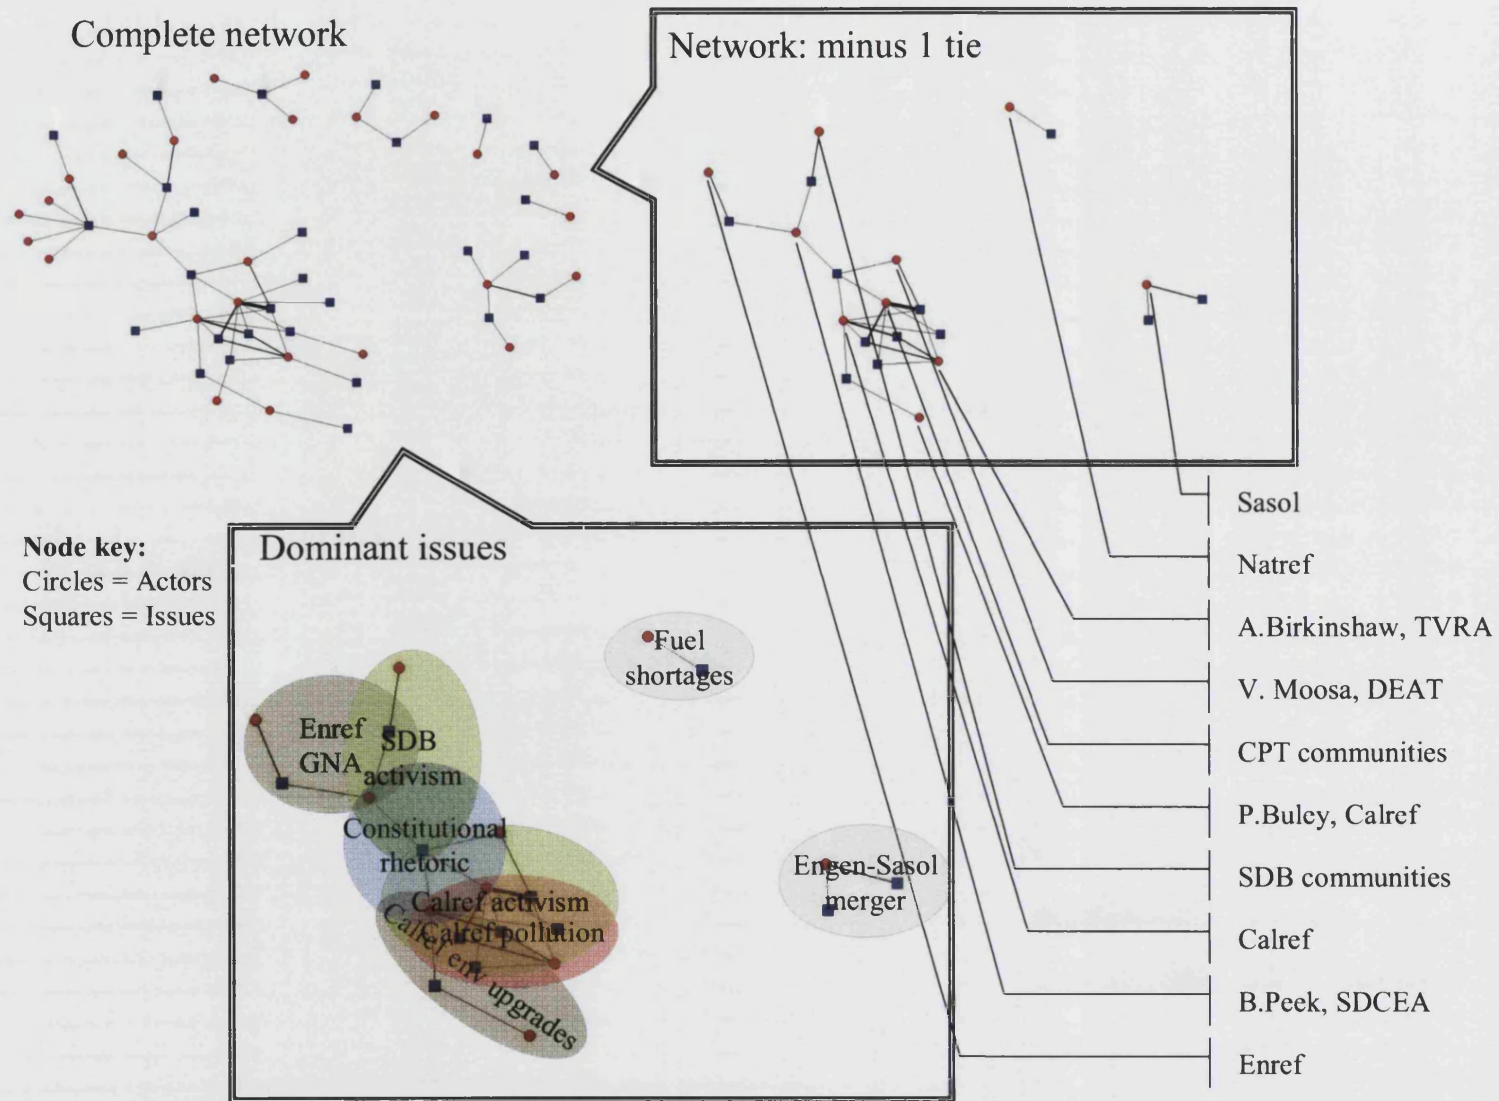 Complete network
Network: minus 1 tie
Sasol
Natref
A.Birkinshaw, TVRA
V. Moosa, DEAT
CPT communities
P.Buley, Calref
SDB communities
Calref
B.Peek, SDCEA
Enref
Node key:
Circles = Actors
Squares = Issues
Dominant issues
Fuel
shortages
Enref
GNA
SDB
activism
Constitutional
rhetoric
Engen-Sasol
merger
Calref activism
Calref pollution
Calref env upgrades